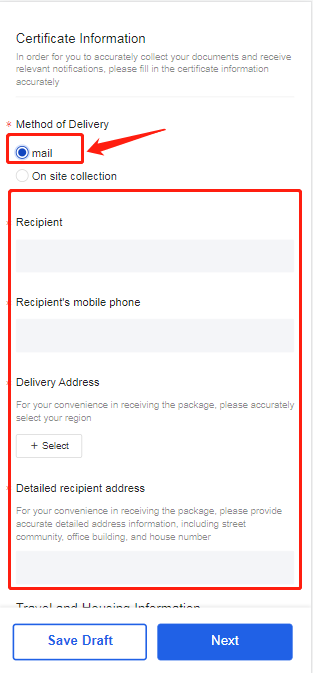 Certificate Information
In order for you to accurately collect your documents and receive
relevant notifications, please fill in the certificate information
accurately
* Method of Delivery
mail
On site collection
* Recipient
* Recipient's mobile phone
* Delivery Address
For your convenience in receiving the package, please accurately
select your region
+ Select
* Detailed recipient address
For your convenience in receiving the package, please provide
accurate detailed address information, including street
community, office building, and house number
Travel and Housing Information
Save Draft
Next